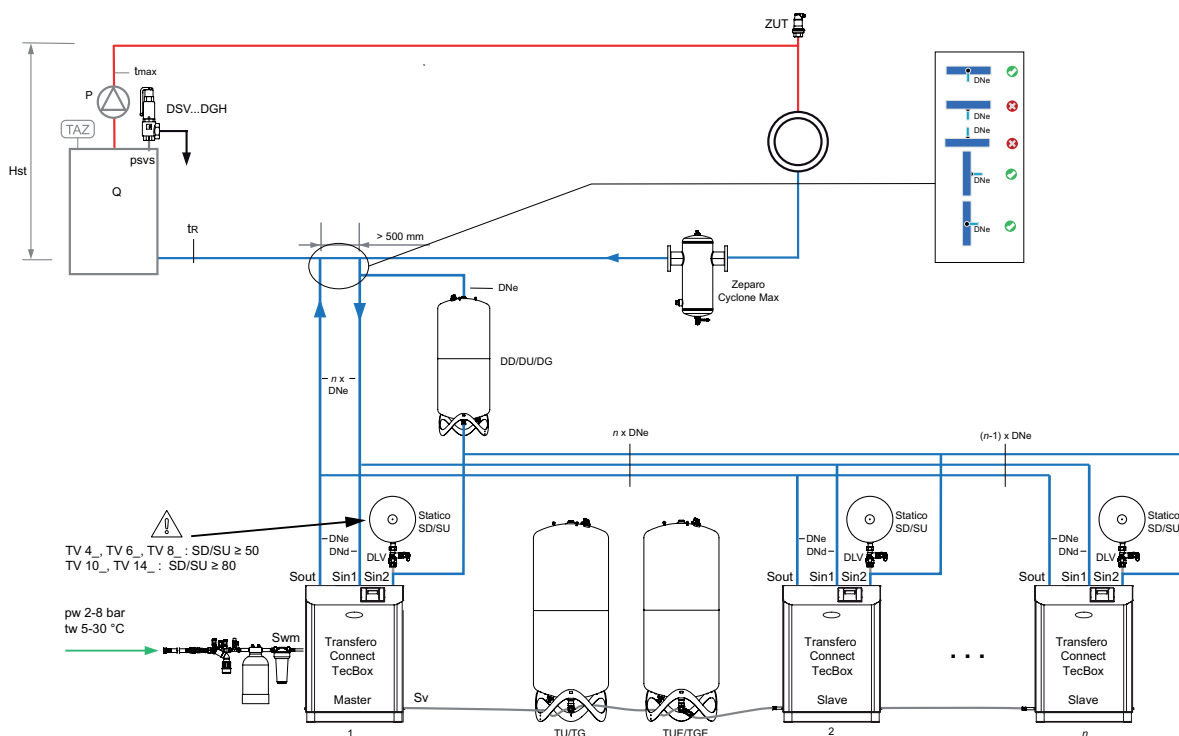 ZUT
tmax
P
DSV...DGH
TAZ
psvs
Hst
Q
tR
> 500 mm
DNe
DNe
DNe
DNe
DNe
DNe
Zeparo
Cyclone Max
DD/DU/DG
n x
DNe
n x DNe
(n-1) x DNe
Statico
SD/SU
Statico
SD/SU
Statico
SD/SU
TV 4_, TV 6_, TV 8_ : SD/SU ≥ 50
TV 10_, TV 14_ : SD/SU ≥ 80
DNe
DNd
DLV
DNe
DNd
DLV
DNe
DNd
DLV
Sout Sin1 Sin2
Sout Sin1 Sin2
Sout Sin1 Sin2
pw 2-8 bar
tw 5-30 °C
Swm
Transfero
Connect
TecBox
Master
Sv
Transfero
Connect
TecBox
Slave
. . .
Transfero
Connect
TecBox
Slave
1
TU/TG
TUE/TGE
2
n